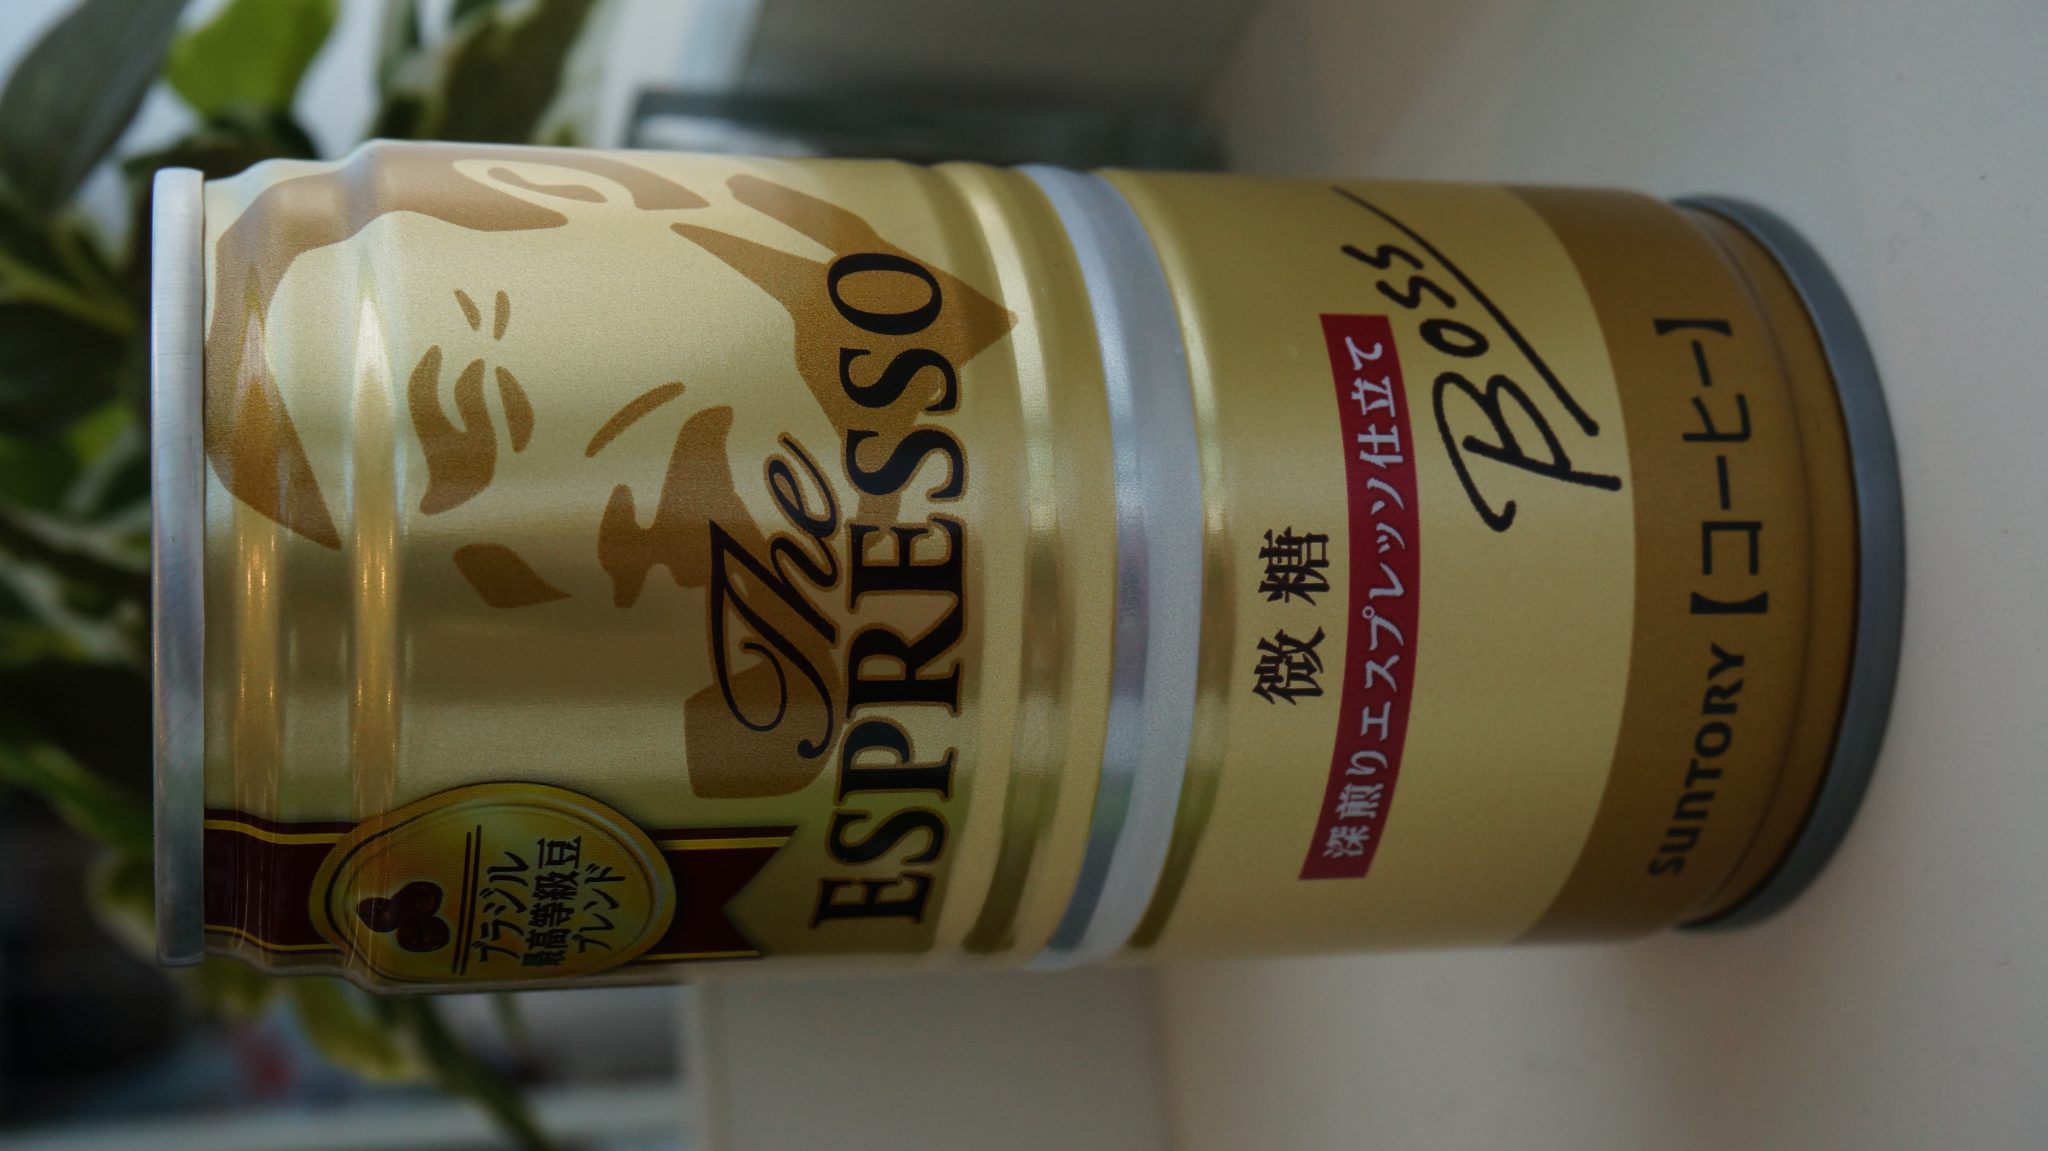 ブラジル
最高等級豆
ブレンド
The
ESPRESSO
微糖
深煎りエスプレッソ仕立て
Boss
SUNTORY【コーヒー】